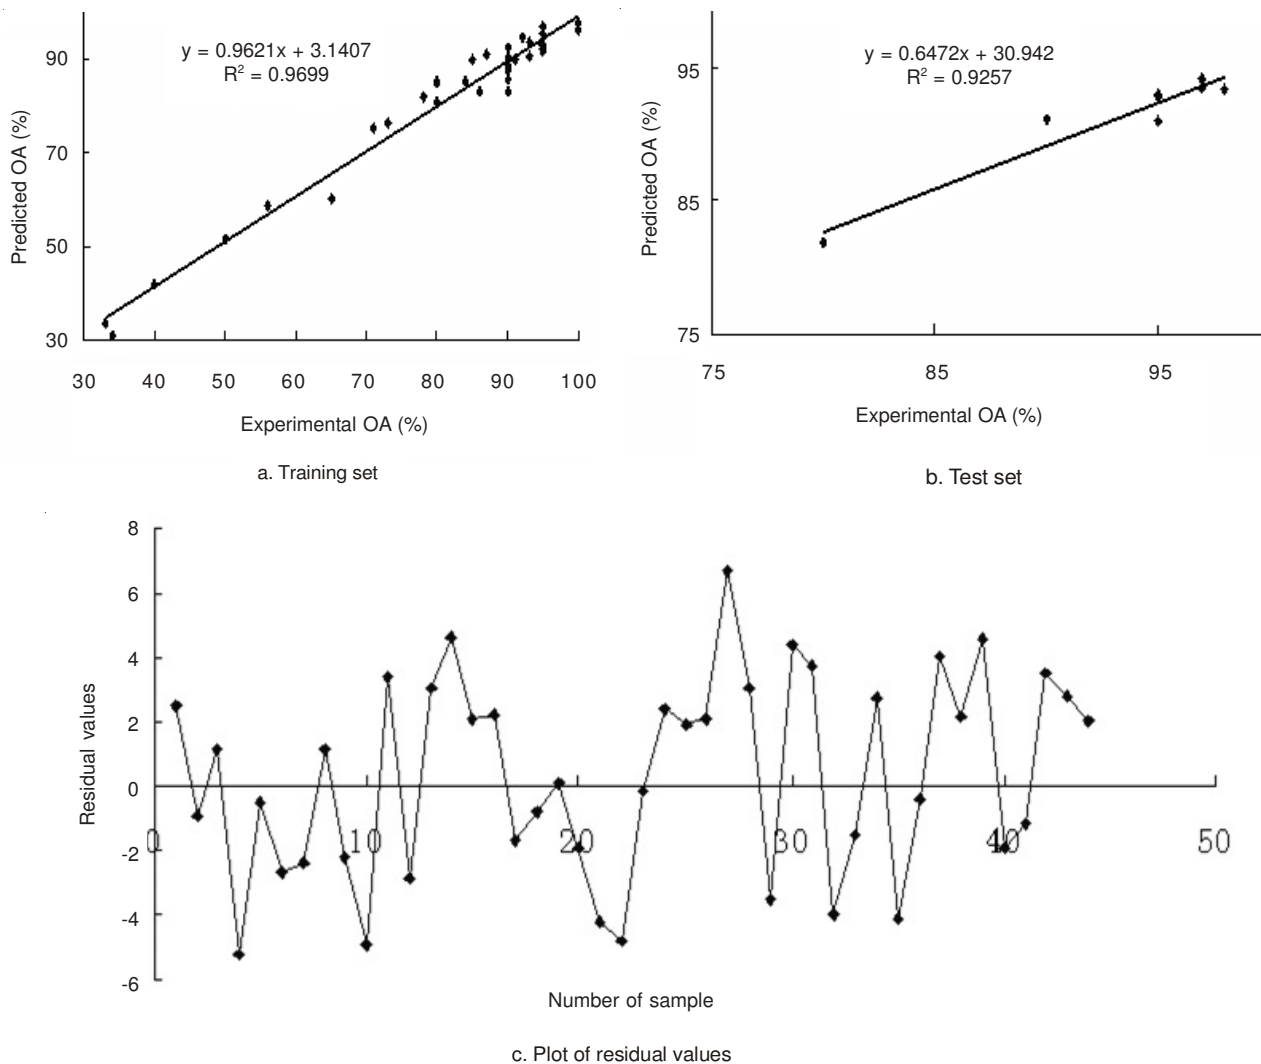 y = 0.9621x + 3.1407
R² = 0.9699
90
70
50
30
30 40 50 60 70 80 90 100
Predicted OA (%)
Experimental OA (%)
a. Training set
y = 0.6472x + 30.942
R² = 0.9257
95
85
75
75 85 95
Predicted OA (%)
Experimental OA (%)
b. Test set
8
6
4
2
0
-2
-4
-6
0 10 20 30 40 50
Residual values
Number of sample
c. Plot of residual values